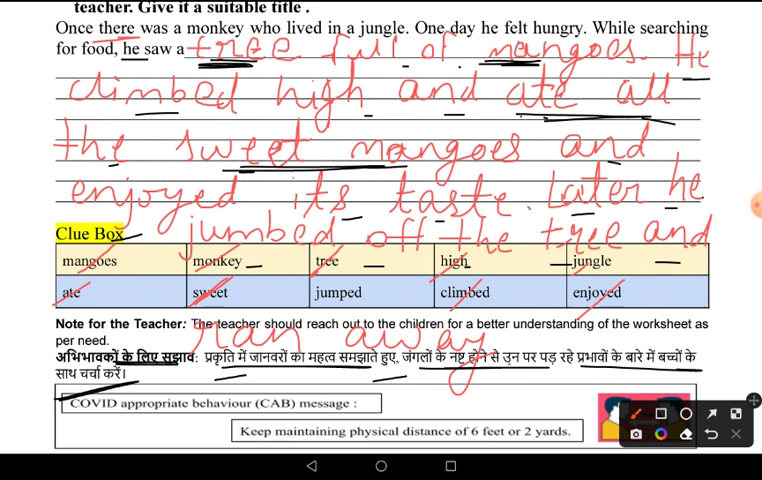 teacher. Give it a suitable title .
Once there was a monkey who lived in a jungle. One day he felt hungry. While searching
for food, he saw a tree full of mangoes. He
climbed high and ate all
the sweet mangoes and
enjoyed its taste. Later he
Clue Box jumbed off the tree and
mangoes monkey tree high jungle
ate sweet jumped climbed enjoyed
ran away
Note for the Teacher: The teacher should reach out to the children for a better understanding of the worksheet as
per need.
अभिभावकों के लिए सुझाव: प्रकृति में जानवरों का महत्व समझाते हुए, जंगलों के नष्ट होने से उन पर पड़ रहे प्रभावों के बारे में बच्चों के
साथ चर्चा करें।
COVID appropriate behaviour (CAB) message :
Keep maintaining physical distance of 6 feet or 2 yards.